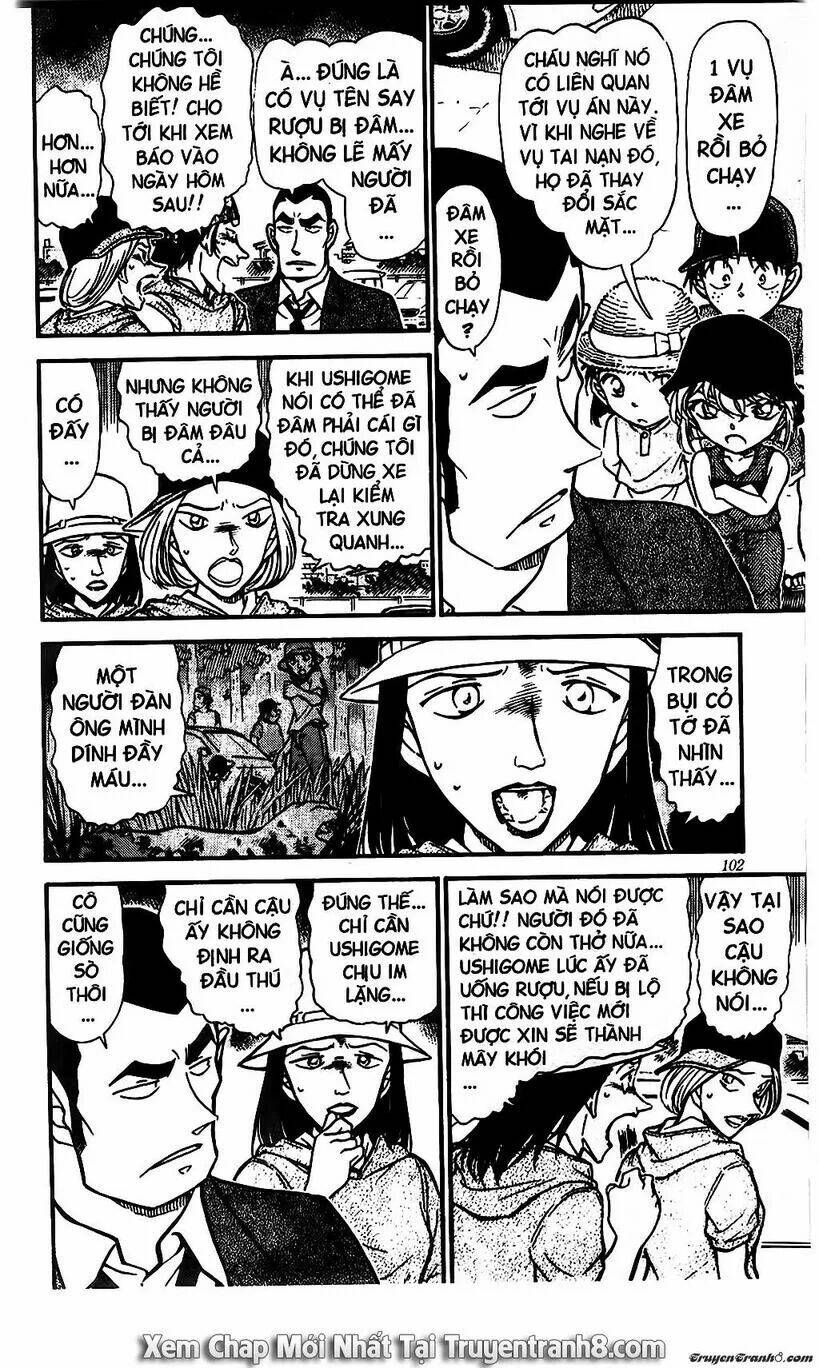 1 VỤ
ĐÂM
XE
RỒI BỎ
CHẠY
...
CHÁU NGHĨ NÓ
CÓ LIÊN QUAN
TỚI VỤ ÁN NÀY.
VÌ KHI NGHE VỀ
VỤ TAI NẠN ĐÓ,
HỌ ĐÃ THAY
ĐỔI SẮC
MẶT...
ĐÂM
XE
RỒI
BỎ
CHẠY
?
À... ĐÚNG LÀ
CÓ VỤ TÊN SAY
RƯỢU BỊ ĐÂM...
KHÔNG LẼ MẤY
NGƯỜI
ĐÃ
...
CHÚNG...
CHÚNG TÔI
KHÔNG HỀ
BIẾT! CHO
TỚI KHI XEM
BÁO VÀO
NGÀY HÔM
SAU!!
HƠN...
HƠN
NỮA...
KHI USHIGOME
NÓI CÓ THỂ ĐÃ
ĐÂM PHẢI CÁI GÌ
ĐÓ, CHÚNG TÔI
ĐÃ DỪNG XE
LẠI KIỂM
TRA XUNG
QUANH...
NHƯNG KHÔNG
THẤY NGƯỜI
BỊ ĐÂM ĐÂU
CẢ...
CÓ
ĐẤY
...
TRONG
BỤI CỎ
TỚ ĐÃ
NHÌN
THẤY...
MỘT
NGƯỜI ĐÀN
ÔNG MÌNH
DÍNH ĐẦY
MÁU...
102
VẬY TẠI
SAO
CẬU
KHÔNG
NÓI...
LÀM SAO MÀ NÓI ĐƯỢC
CHỨ!! NGƯỜI ĐÓ ĐÃ
KHÔNG CÒN THỞ NỮA...
USHIGOME LÚC ẤY ĐÃ
UỐNG RƯỢU, NẾU BỊ LỘ
THÌ CÔNG VIỆC MỚI
ĐƯỢC XIN SẼ THÀNH
MÂY KHÓI
...
ĐÚNG THẾ...
CHỈ CẦN
USHIGOME
CHỊU IM
LẶNG...
CHỈ CẦN CẬU
ẤY KHÔNG
ĐỊNH RA
ĐẦU THÚ
...
CÔ
CŨNG
GIỐNG
SÒ
THÔI
...
Xem Chap Mới Nhất Tại Truyentranh8.com
TruyenTranh8.com